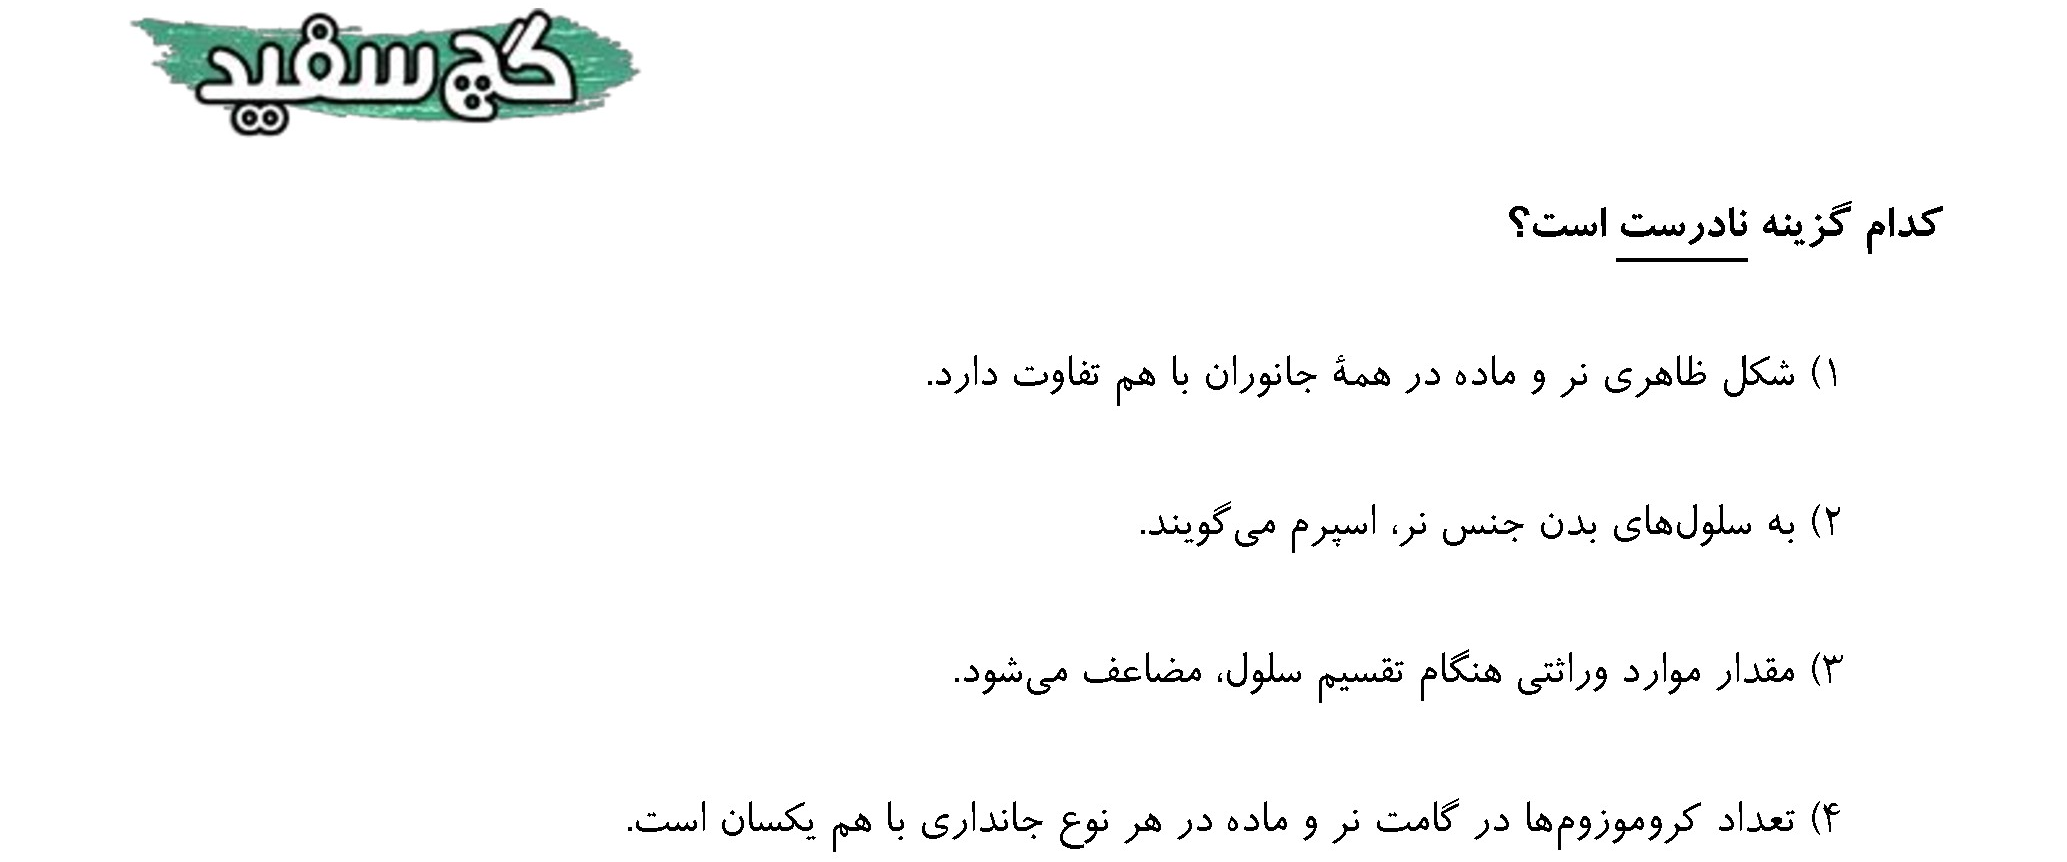 گچ سفید
کدام گزینه نادرست است؟
۱) شکل ظاهری نر و ماده در همهٔ جانوران با هم تفاوت دارد.
۲) به سلول‌های بدن جنس نر، اسپرم می‌گویند.
۳) مقدار موارد وراثتی هنگام تقسیم سلول، مضاعف می‌شود.
۴) تعداد کروموزوم‌ها در گامت نر و ماده در هر نوع جانداری با هم یکسان است.